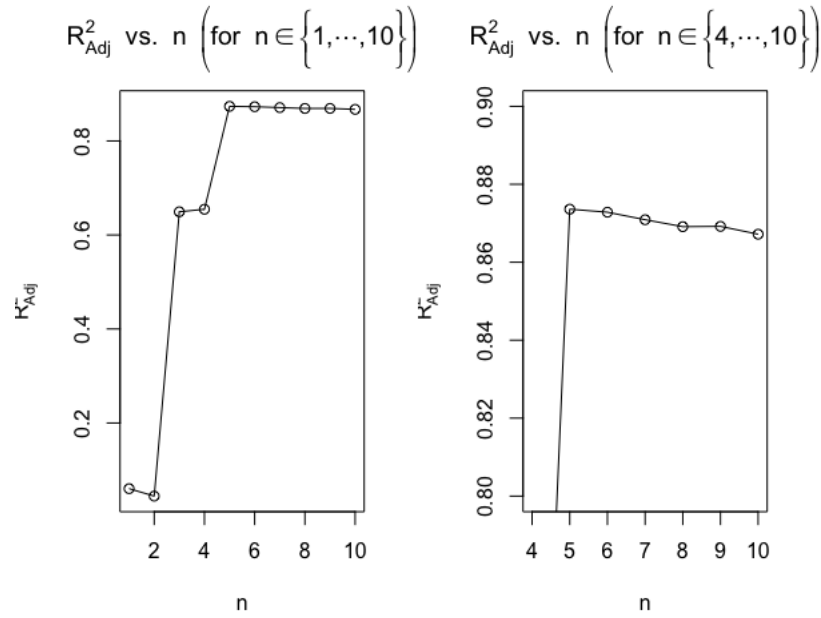 R²Adj vs. n (for n ∈ {1,⋯,10})
R²Adj vs. n (for n ∈ {4,⋯,10})
R²Adj
0.8
0.6
0.4
0.2
2 4 6 8 10
n
R²Adj
0.90
0.88
0.86
0.84
0.82
0.80
4 5 6 7 8 9 10
n